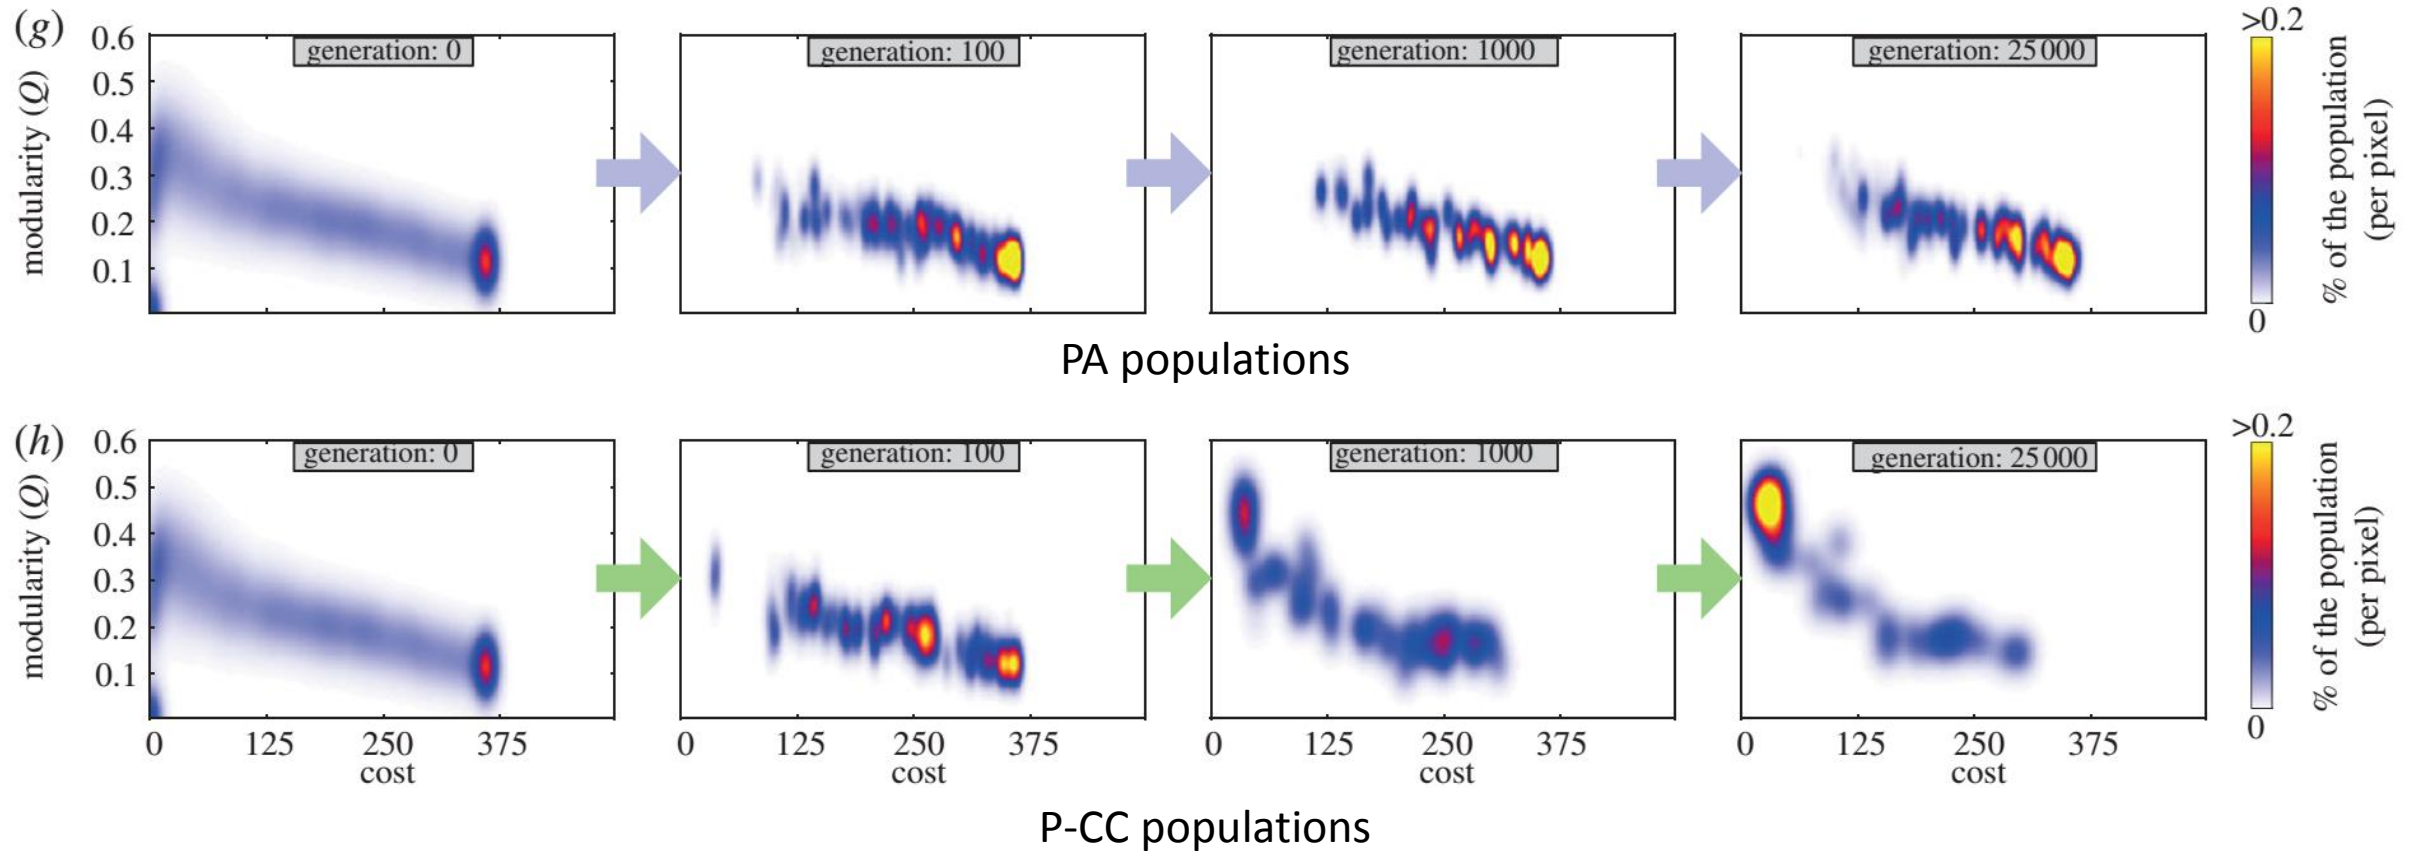 (g)
modularity (Q)
0.6
0.5
0.4
0.3
0.2
0.1
generation: 0
generation: 100
generation: 1000
generation: 25 000
>0.2
0
% of the population
(per pixel)
PA populations
(h)
modularity (Q)
0.6
0.5
0.4
0.3
0.2
0.1
generation: 0
generation: 100
generation: 1000
generation: 25 000
>0.2
0
% of the population
(per pixel)
0 125 250 375
cost
0 125 250 375
cost
0 125 250 375
cost
0 125 250 375
cost
P-CC populations